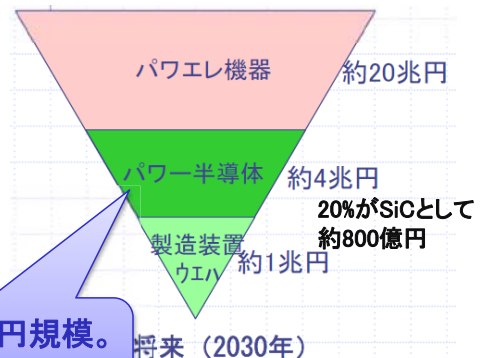 パワエレ機器
約20兆円
パワー半導体
約4兆円
20%がSiCとして
約800億円
製造装置
ウエハ
約1兆円
円規模。
将来（2030年）